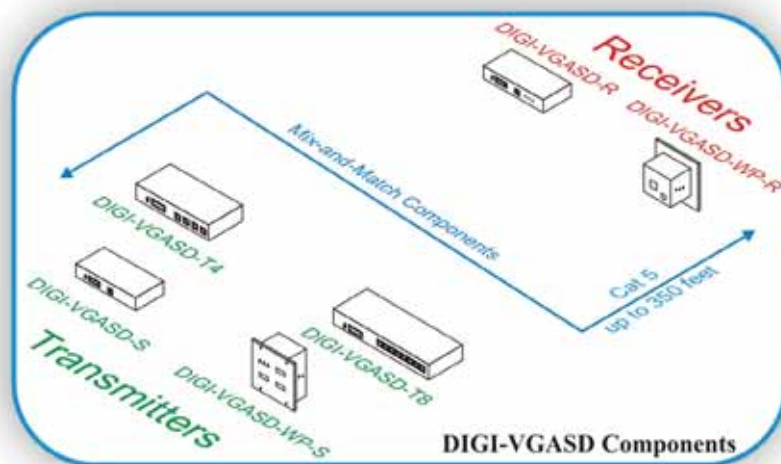 Receivers
DIGI-VGASD-R
DIGI-VGASD-WP-R
Mix-and-Match Components
Cat 5
up to 350 feet
DIGI-VGASD-T4
DIGI-VGASD-S
DIGI-VGASD-T8
DIGI-VGASD-WP-S
Transmitters
DIGI-VGASD Components